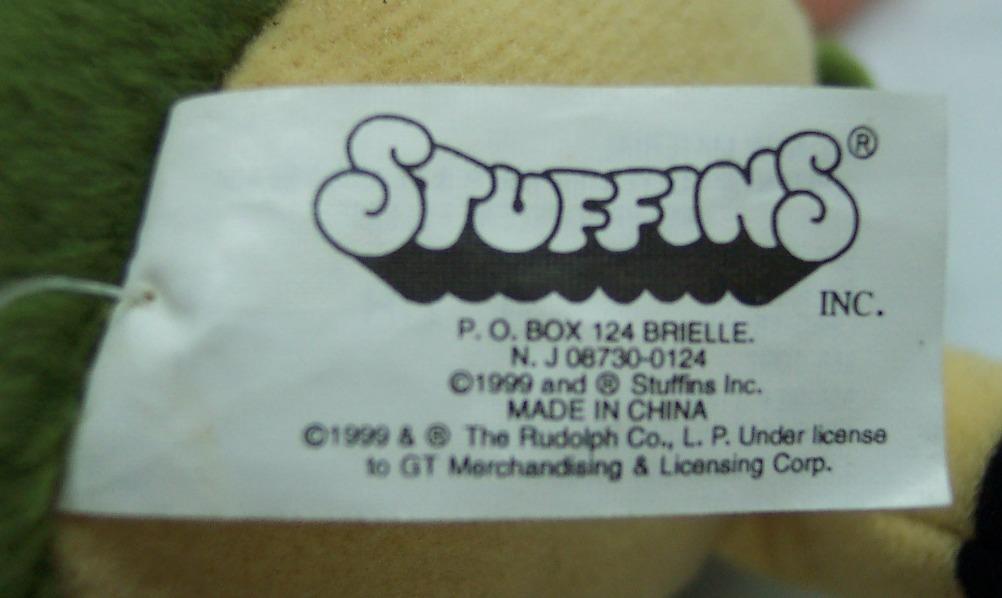 STUFFINS®
INC.
P. O. BOX 124 BRIELLE.
N. J 08730-0124
©1999 and ® Stuffins Inc.
MADE IN CHINA
©1999 & ® The Rudolph Co., L. P. Under license
to GT Merchandising & Licensing Corp.